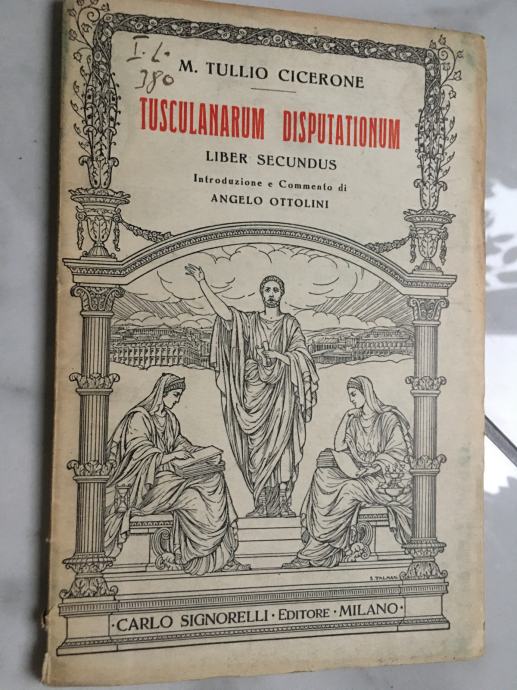 I. L.
380
M. TULLIO CICERONE
TUSCULANARUM DISPUTATIONUM
LIBER SECUNDUS
Introduzione e Commento di
ANGELO OTTOLINI
S. TALMAN
·CARLO SIGNORELLI · EDITORE · MILANO·